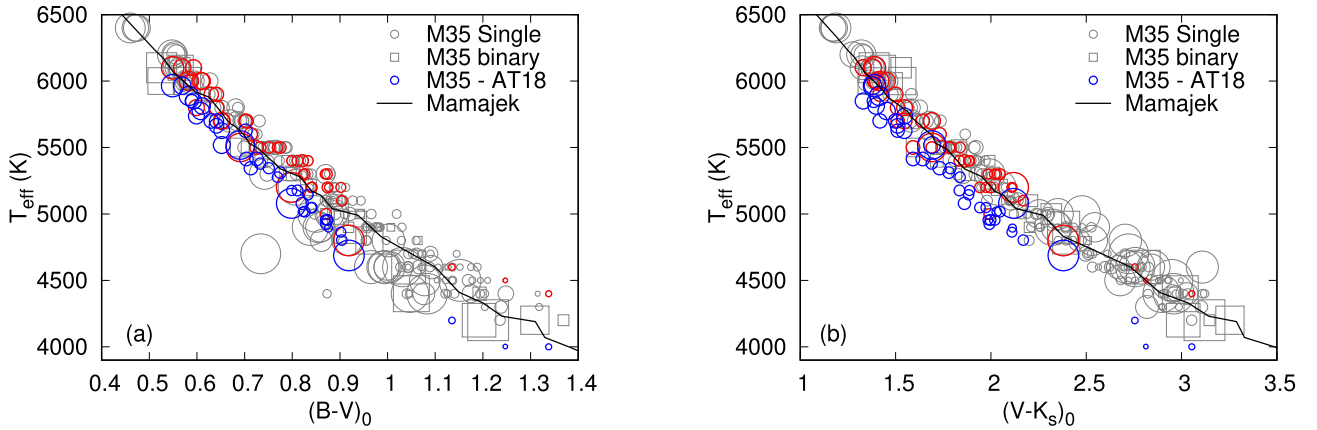 6500
6000
5500
5000
4500
4000
T_eff (K)
M35 Single
M35 binary
M35 - AT18
Mamajek
(a)
0.4 0.5 0.6 0.7 0.8 0.9 1 1.1 1.2 1.3 1.4
(B-V)_0
6500
6000
5500
5000
4500
4000
T_eff (K)
M35 Single
M35 binary
M35 - AT18
Mamajek
(b)
1 1.5 2 2.5 3 3.5
(V-K_s)_0